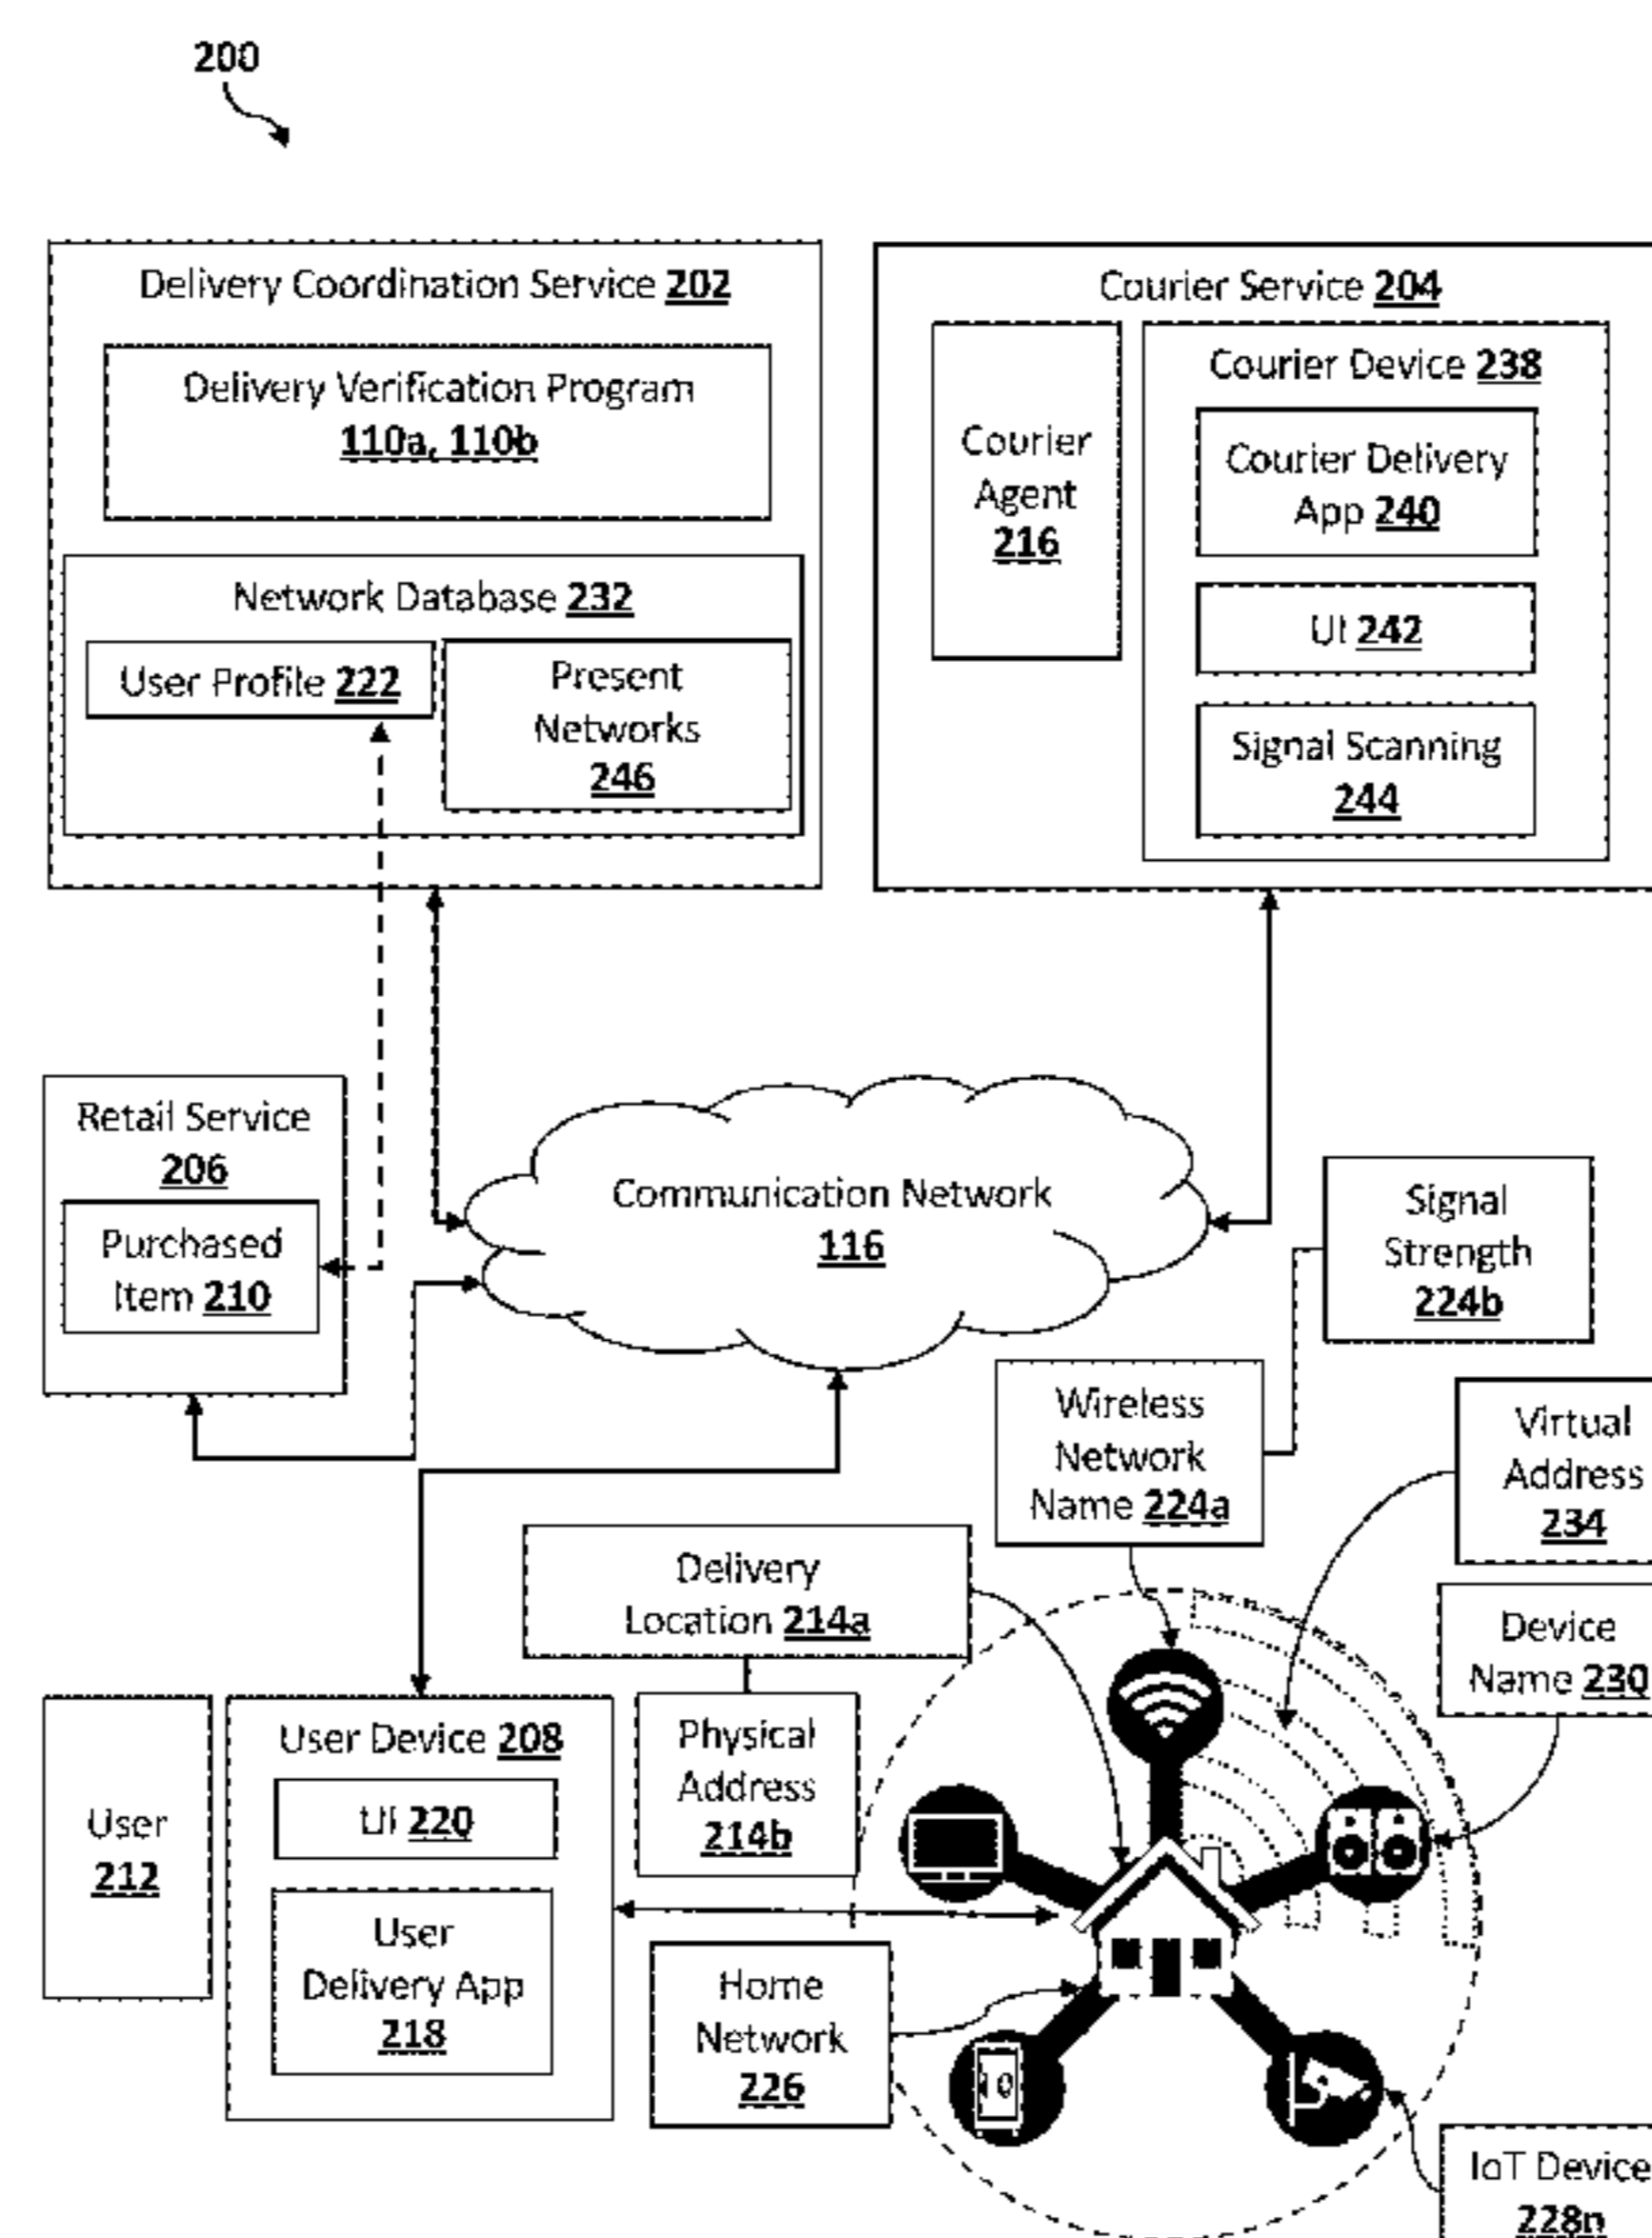 200
Delivery Coordination Service 202
Delivery Verification Program
110a, 110b
Network Database 232
User Profile 222
Present
Networks
246
Courier Service 204
Courier
Agent
216
Courier Device 238
Courier Delivery
App 240
UI 242
Signal Scanning
244
Retail Service
206
Purchased
Item 210
Communication Network
116
Signal
Strength
224b
Wireless
Network
Name 224a
Virtual
Address
234
Delivery
Location 214a
Device
Name 230
Physical
Address
214b
User
212
User Device 208
UI 220
User
Delivery App
218
Home
Network
226
10
IoT Device
228n